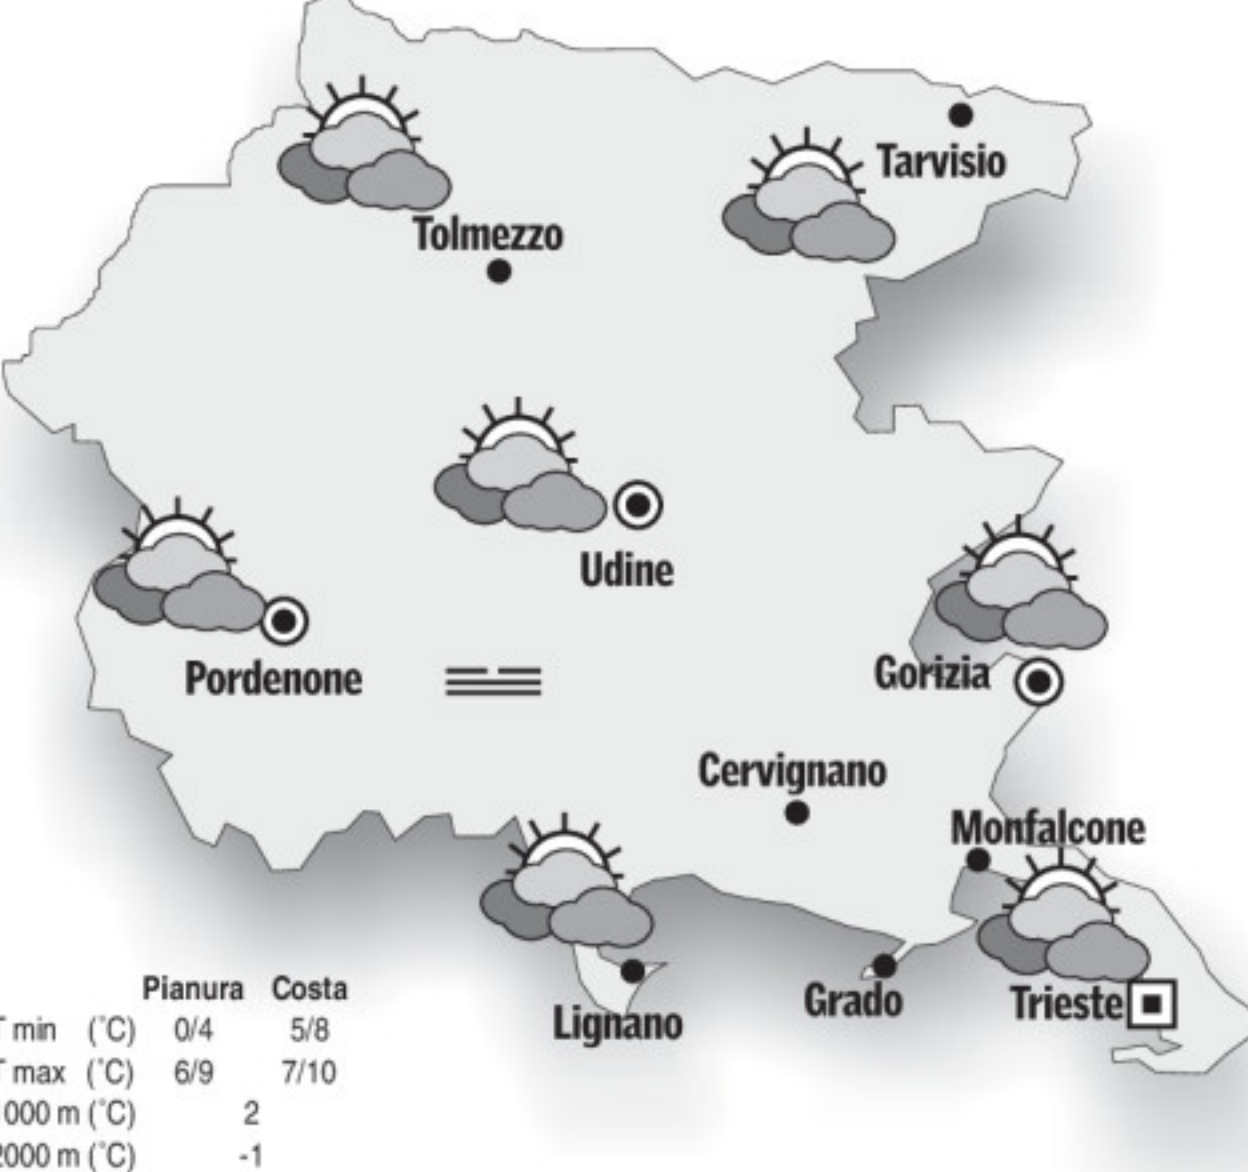 Tarvisio
Tolmezzo
Udine
Pordenone
Gorizia
Cervignano
Monfalcone
Grado
Trieste
Lignano
Pianura Costa
T min (°C) 0/4 5/8
T max (°C) 6/9 7/10
000 m (°C) 2
2000 m (°C) -1